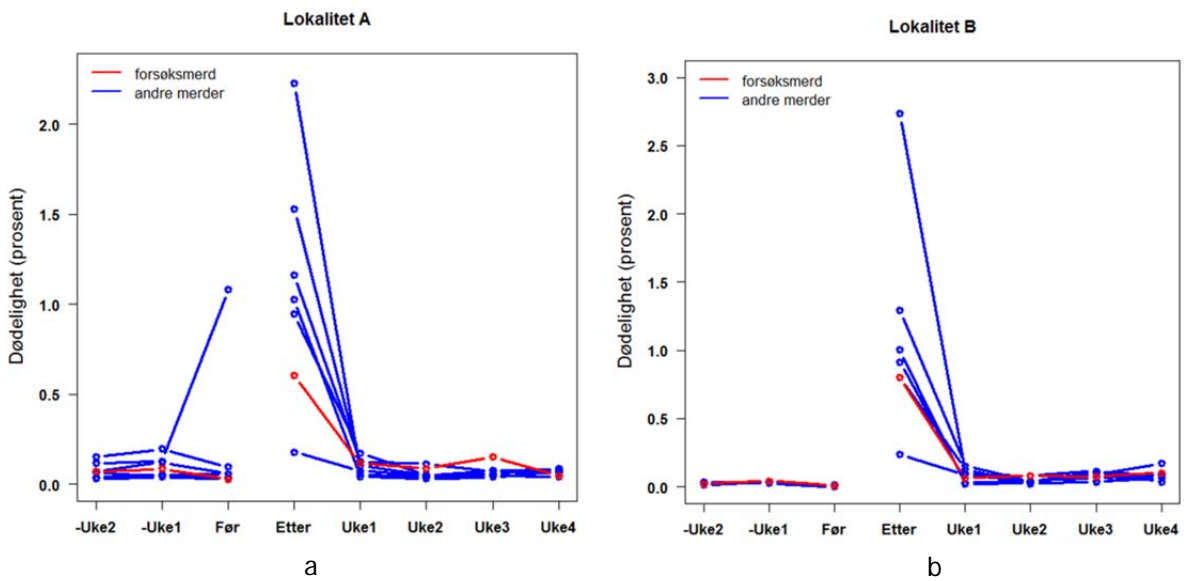 Lokalitet A
forsøksmerd
andre merder
Dødelighet (prosent)
2.0
1.5
1.0
0.5
0.0
-Uke2 -Uke1 Før Etter Uke1 Uke2 Uke3 Uke4
a
Lokalitet B
forsøksmerd
andre merder
Dødelighet (prosent)
3.0
2.5
2.0
1.5
1.0
0.5
0.0
-Uke2 -Uke1 Før Etter Uke1 Uke2 Uke3 Uke4
b